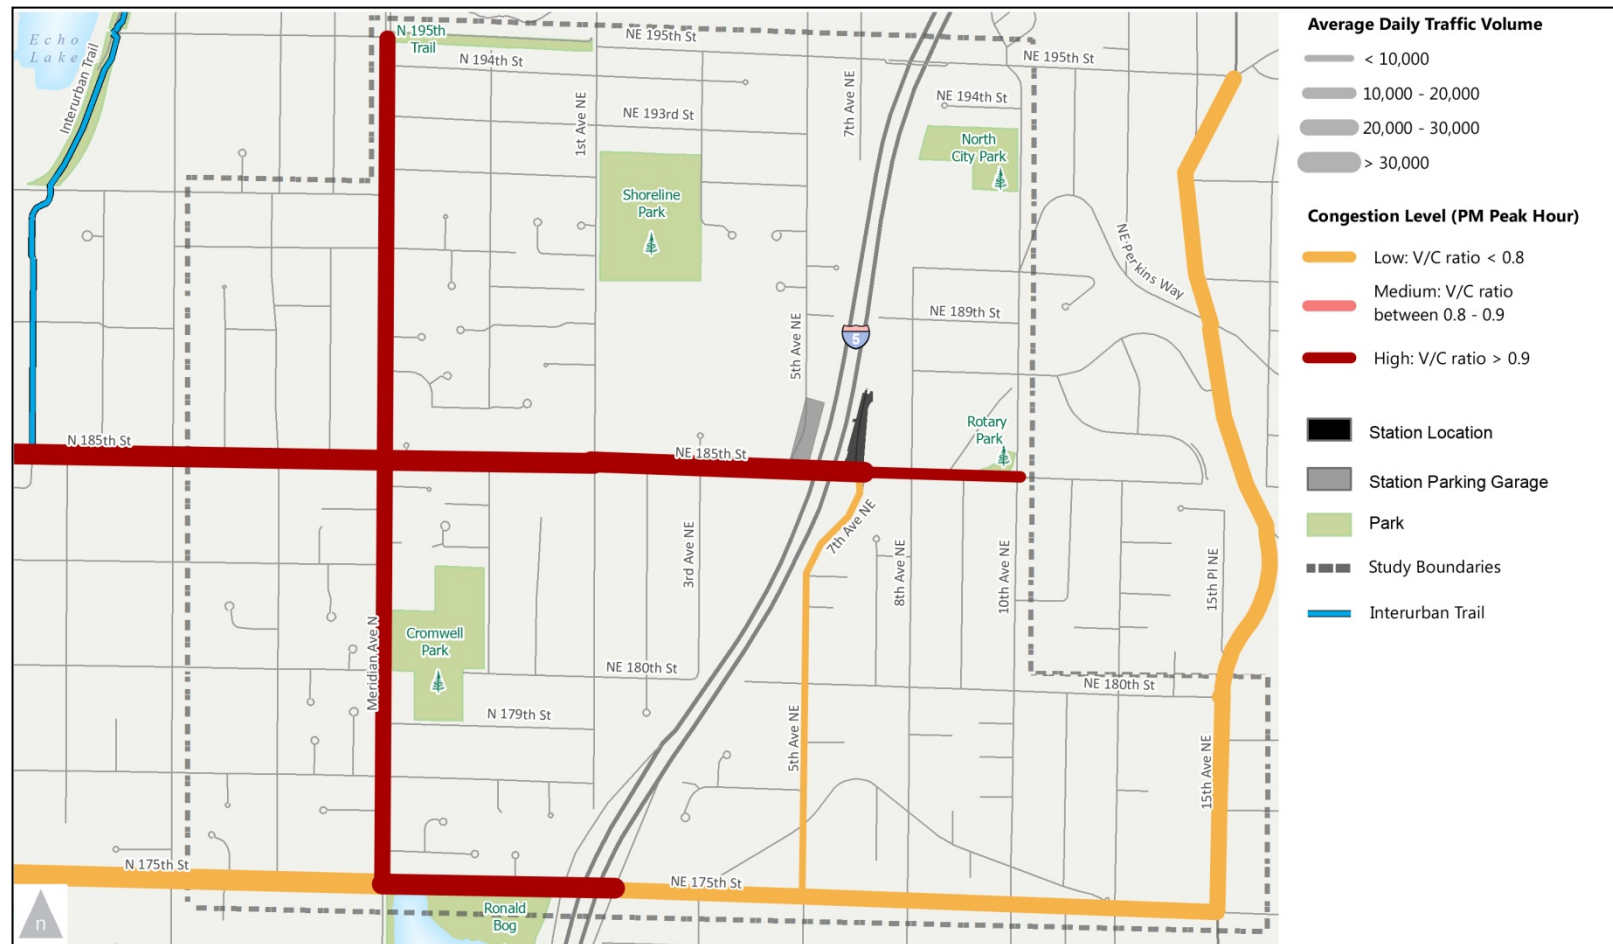 Echo
Lake
Interurban Trail
N 195th
Trail
NE 195th St
NE 195th St
N 194th St
NE 194th St
NE 193rd St
1st Ave NE
7th Ave NE
North
City Park
Shoreline
Park
NE Perkins Way
NE 189th St
5
5th Ave NE
Rotary
Park
N 185th St
NE 185th St
7th Ave NE
3rd Ave NE
8th Ave NE
10th Ave NE
15th Pl NE
Meridian Ave N
Cromwell
Park
NE 180th St
NE 180th St
N 179th St
5th Ave NE
15th Ave NE
N 175th St
NE 175th St
Ronald
Bog
n
Average Daily Traffic Volume
< 10,000
10,000 - 20,000
20,000 - 30,000
> 30,000
Congestion Level (PM Peak Hour)
Low: V/C ratio < 0.8
Medium: V/C ratio
between 0.8 - 0.9
High: V/C ratio > 0.9
Station Location
Station Parking Garage
Park
Study Boundaries
Interurban Trail